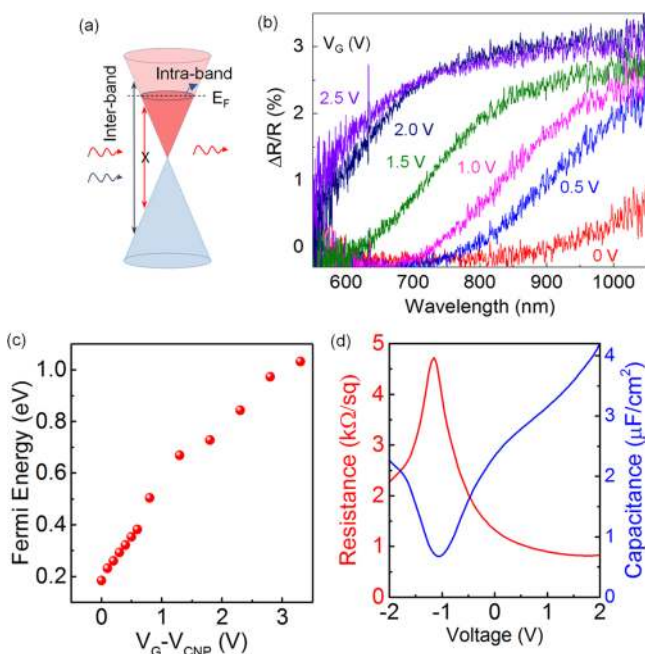 (a)
Inter-band
Intra-band
E_F
X
(b)
V_G (V)
2.5 V
2.0 V
1.5 V
1.0 V
0.5 V
0 V
ΔR/R (%)
3
2
1
0
600 700 800 900 1000
Wavelength (nm)
(c)
Fermi Energy (eV)
1.0
0.8
0.6
0.4
0.2
0 1 2 3
V_G-V_CNP (V)
(d)
Resistance (kΩ/sq)
5
4
3
2
1
0
Capacitance (μF/cm²)
4
3
2
1
0
-2 -1 0 1 2
Voltage (V)